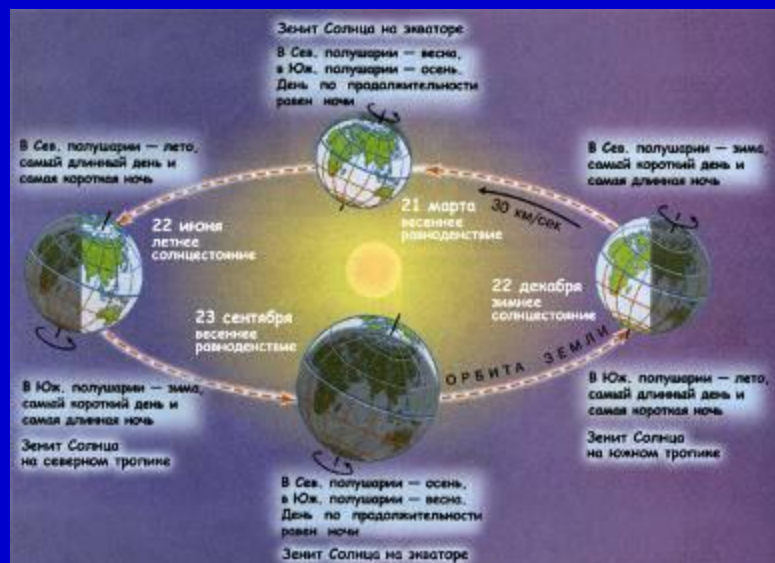 Зенит Солнца на экваторе
В Сев. полушарии — весна,
в Юж. полушарии — осень.
День по продолжительности
равен ночи
В Сев. полушарии — лето,
самый длинный день и
самая короткая ночь
В Сев. полушарии — зима,
самый короткий день и
самая длинная ночь
21 марта
весеннее
равноденствие
30 км/сек
22 июня
летнее
солнцестояние
22 декабря
зимнее
солнцестояние
23 сентября
весеннее
равноденствие
ОРБИТА ЗЕМЛИ
В Юж. полушарии — зима,
самый короткий день и
самая длинная ночь
Зенит Солнца
на северном тропике
В Юж. полушарии — лето,
самый длинный день и
самая короткая ночь
Зенит Солнца
на южном тропике
В Сев. полушарии — осень,
в Юж. полушарии — весна.
День по продолжительности
равен ночи
Зенит Солнца на экваторе